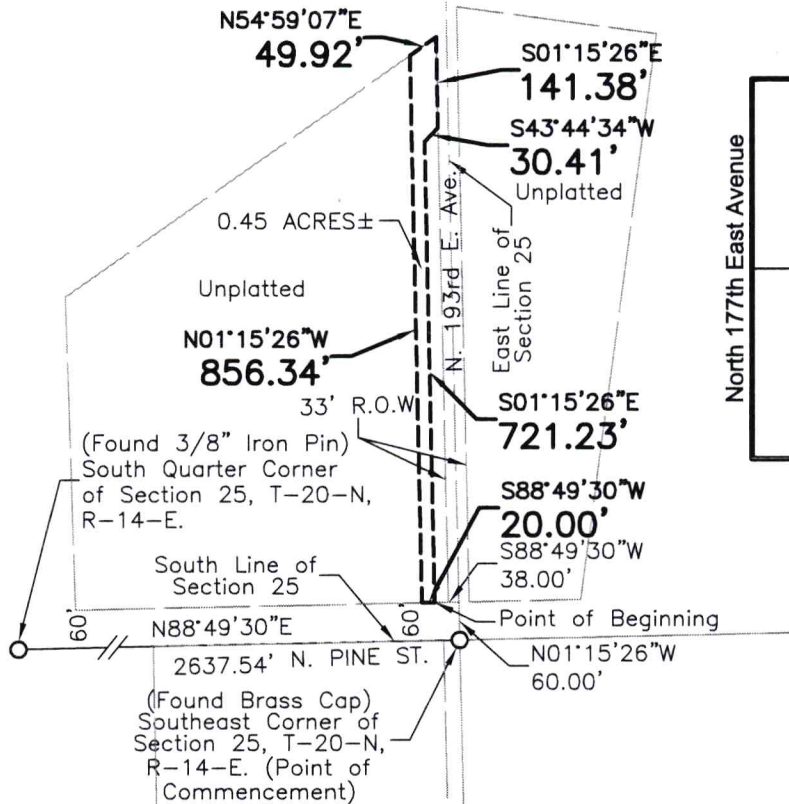 N54°59'07"E
49.92'
S01°15'26"E
141.38'
S43°44'34"W
30.41'
Unplatted
0.45 ACRES±
N. 193rd E. Ave.
East Line of
Section 25
North 177th East Avenue
Unplatted
N01°15'26"W
856.34'
33' R.O.W
S01°15'26"E
721.23'
(Found 3/8" Iron Pin)
South Quarter Corner
of Section 25, T-20-N,
R-14-E.
S88°49'30"W
20.00'
S88°49'30"W
38.00'
South Line of
Section 25
60'
60'
Point of Beginning
N88°49'30"E
2637.54'
N. PINE ST.
N01°15'26"W
60.00'
(Found Brass Cap)
Southeast Corner of
Section 25, T-20-N,
R-14-E. (Point of
Commencement)